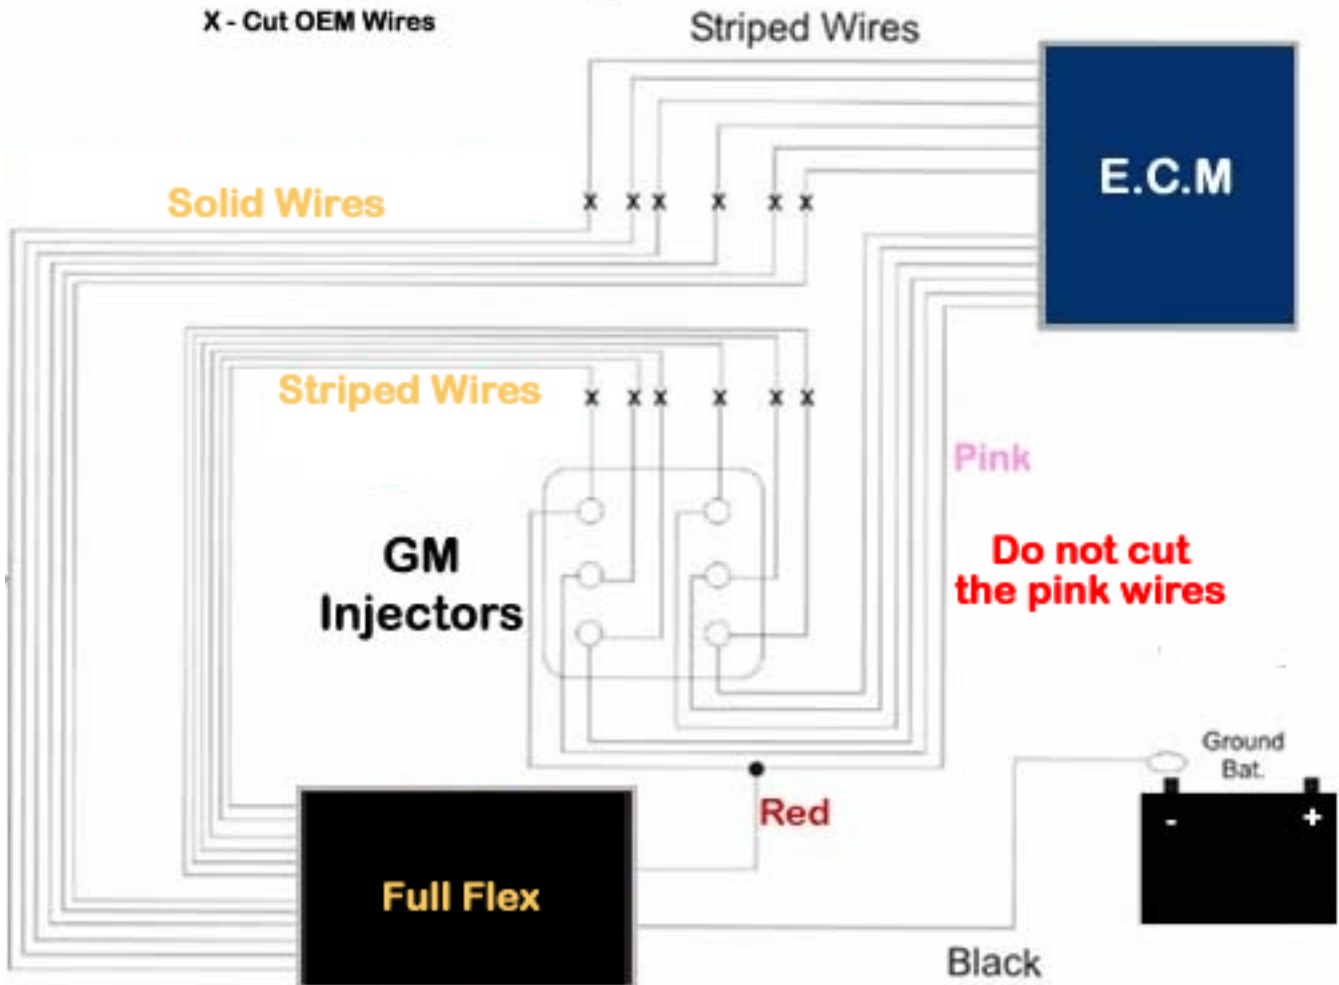 X - Cut OEM Wires
Striped Wires
E.C.M
Solid Wires
X X X X X X
Striped Wires
X X X X X X
Pink
GM
Injectors
Do not cut
the pink wires
Ground
Bat.
Red
- +
Full Flex
Black